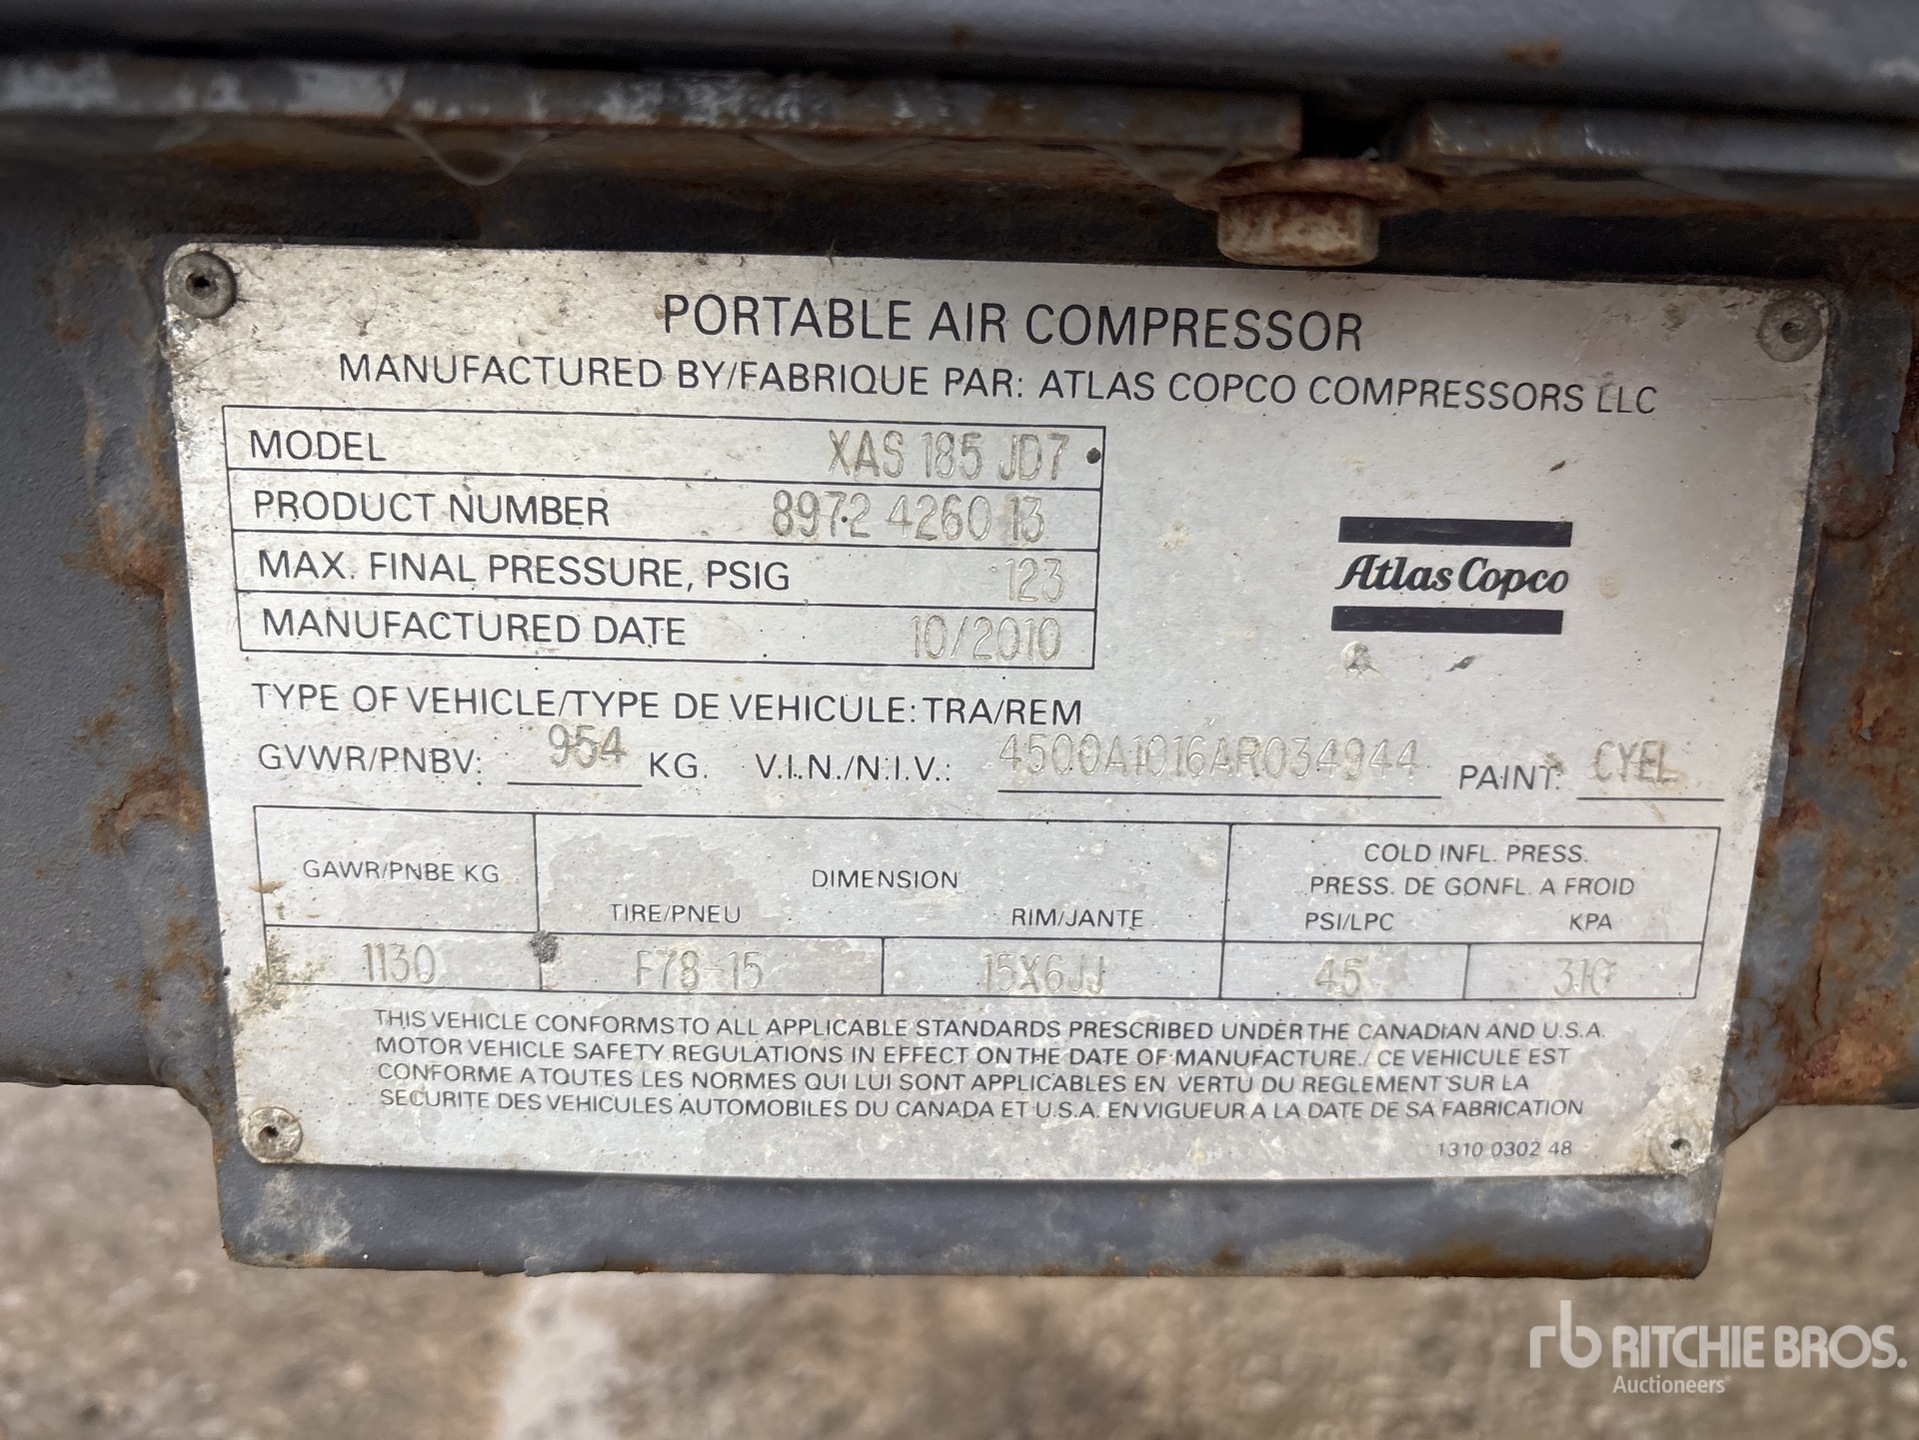 PORTABLE AIR COMPRESSOR
MANUFACTURED BY/FABRIQUE PAR: ATLAS COPCO COMPRESSORS LLC
MODEL XAS 185 JD7
PRODUCT NUMBER 8972 4260 13
MAX. FINAL PRESSURE, PSIG 123
MANUFACTURED DATE 10/2010
Atlas Copco
TYPE OF VEHICLE/TYPE DE VEHICULE: TRA/REM
GVWR/PNBV: 954 KG. V.I.N./N.I.V.: 4500A1016AR034944 PAINT: CYEL
GAWR/PNBE KG
DIMENSION
TIRE/PNEU RIM/JANTE
COLD INFL. PRESS.
PRESS. DE GONFL. A FROID
PSI/LPC KPA
1130 F78-15 15X6JJ 45 310
THIS VEHICLE CONFORMS TO ALL APPLICABLE STANDARDS PRESCRIBED UNDER THE CANADIAN AND U.S.A.
MOTOR VEHICLE SAFETY REGULATIONS IN EFFECT ON THE DATE OF MANUFACTURE./ CE VEHICULE EST
CONFORME A TOUTES LES NORMES QUI LUI SONT APPLICABLES EN VERTU DU REGLEMENT SUR LA
SECURITE DES VEHICULES AUTOMOBILES DU CANADA ET U.S.A. EN VIGUEUR A LA DATE DE SA FABRICATION
1310 0302 48
rb RITCHIE BROS.
Auctioneers